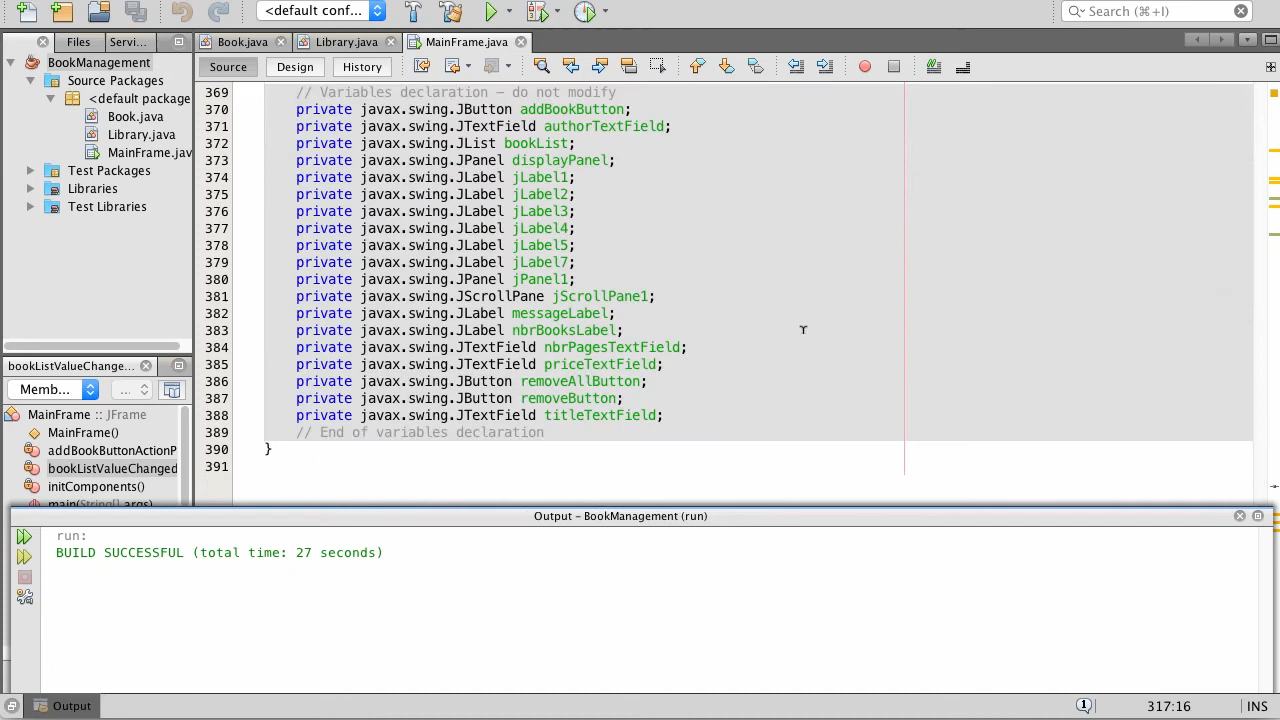 <default conf...
Search (⌘+I)
Files
Servi...
Book.java
Library.java
MainFrame.java
BookManagement
Source Packages
<default package
Book.java
Library.java
MainFrame.jav
Test Packages
Libraries
Test Libraries
Source
Design
History
369 // Variables declaration - do not modify
370 private javax.swing.JButton addBookButton;
371 private javax.swing.JTextField authorTextField;
372 private javax.swing.JList bookList;
373 private javax.swing.JPanel displayPanel;
374 private javax.swing.JLabel jLabel1;
375 private javax.swing.JLabel jLabel2;
376 private javax.swing.JLabel jLabel3;
377 private javax.swing.JLabel jLabel4;
378 private javax.swing.JLabel jLabel5;
379 private javax.swing.JLabel jLabel7;
380 private javax.swing.JPanel jPanel1;
381 private javax.swing.JScrollPane jScrollPane1;
382 private javax.swing.JLabel messageLabel;
383 private javax.swing.JLabel nbrBooksLabel;
384 private javax.swing.JTextField nbrPagesTextField;
385 private javax.swing.JTextField priceTextField;
386 private javax.swing.JButton removeAllButton;
387 private javax.swing.JButton removeButton;
388 private javax.swing.JTextField titleTextField;
389 // End of variables declaration
390 }
391
bookListValueChange...
Memb...
...
MainFrame :: JFrame
MainFrame()
addBookButtonActionP
bookListValueChanged
initComponents()
main(String[] args)
Output - BookManagement (run)
run:
BUILD SUCCESSFUL (total time: 27 seconds)
Output
1
317:16
INS